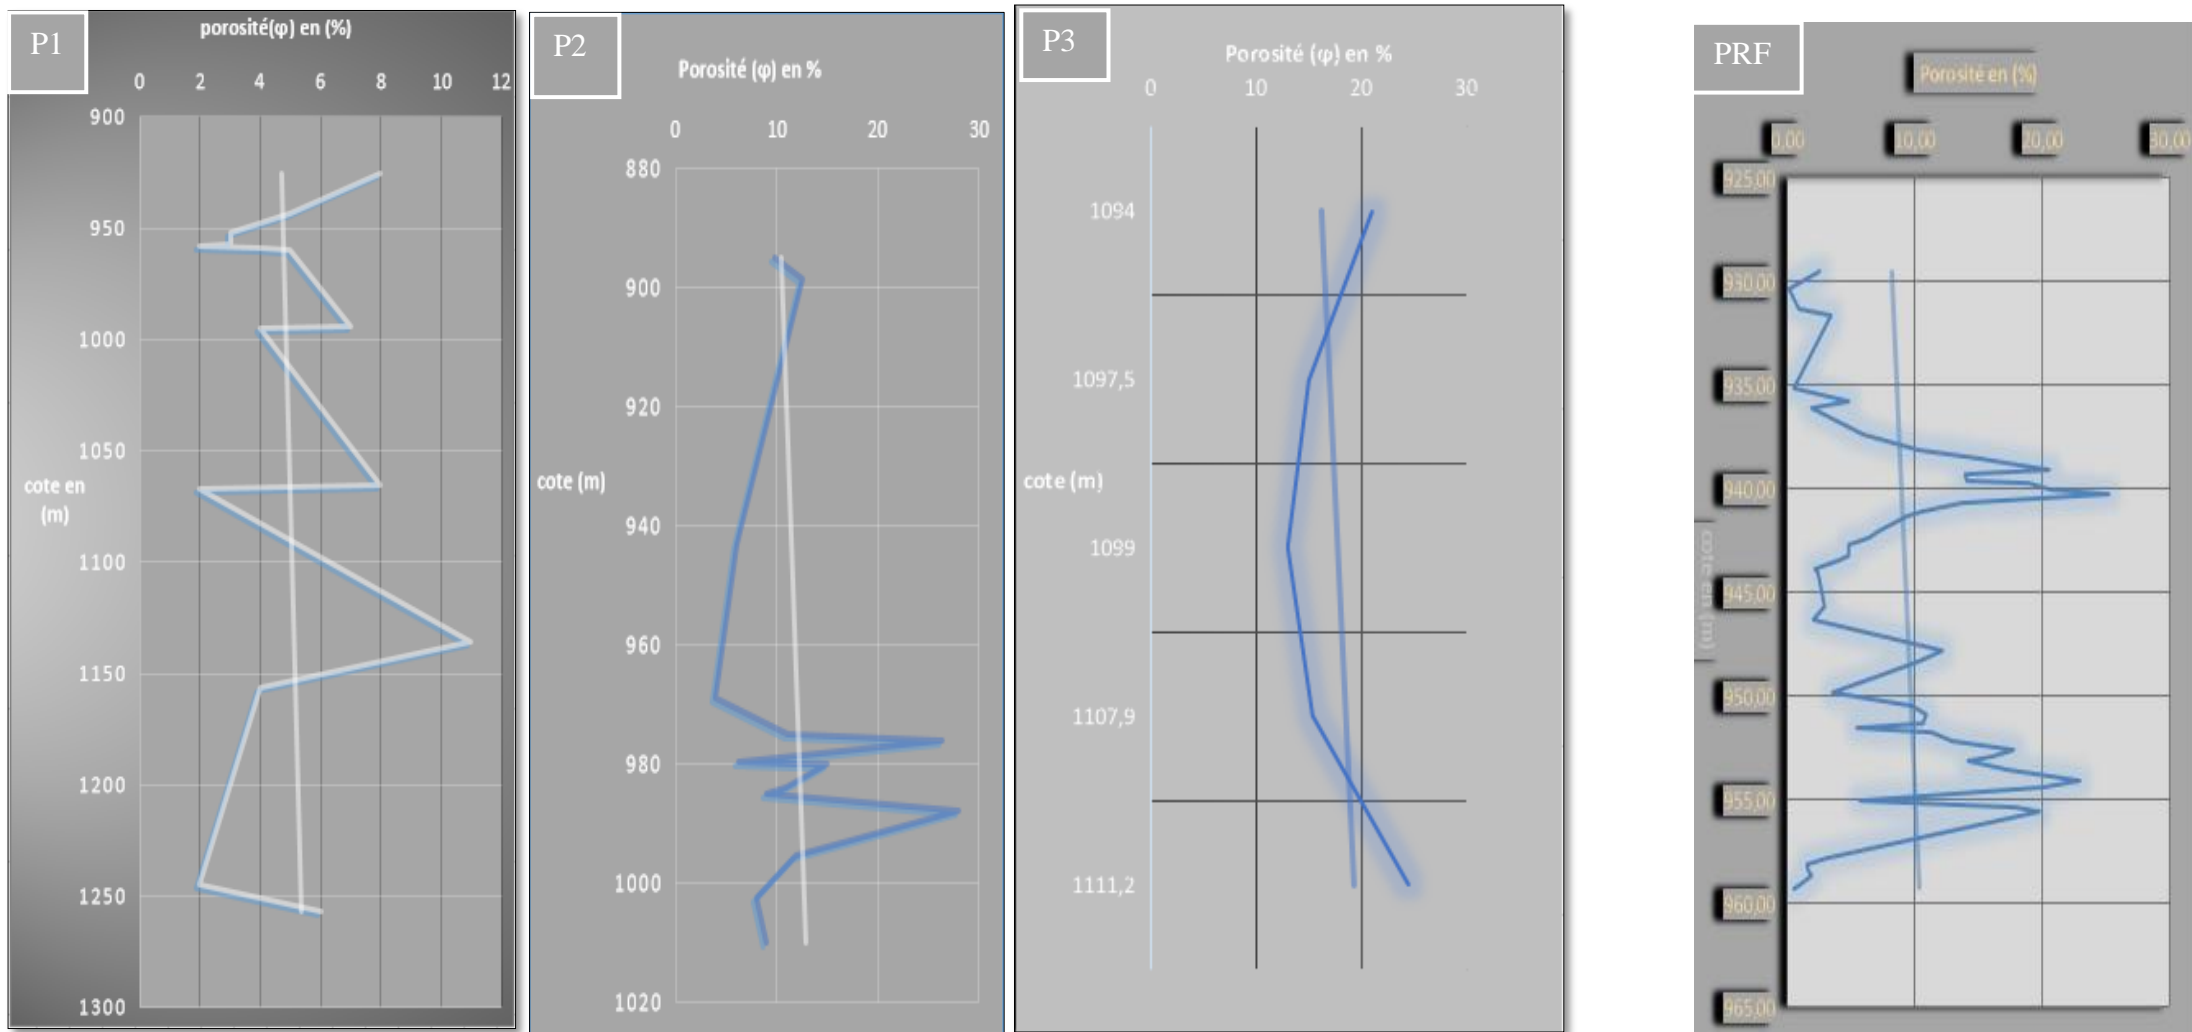 P1
porosité(φ) en (%)
0 2 4 6 8 10 12
900
950
1000
1050
cote en
(m)
1100
1150
1200
1250
1300
P2
Porosité (φ) en %
0 10 20 30
880
900
920
cote (m)
940
960
980
1000
1020
P3
Porosité (φ) en %
0 10 20 30
1094
1097,5
cote (m)
1099
1107,9
1111,2
PRF
Porosité en (%)
0,00 10,00 20,00 30,00
925,00
930,00
935,00
940,00
cote en (m)
945,00
950,00
955,00
960,00
965,00